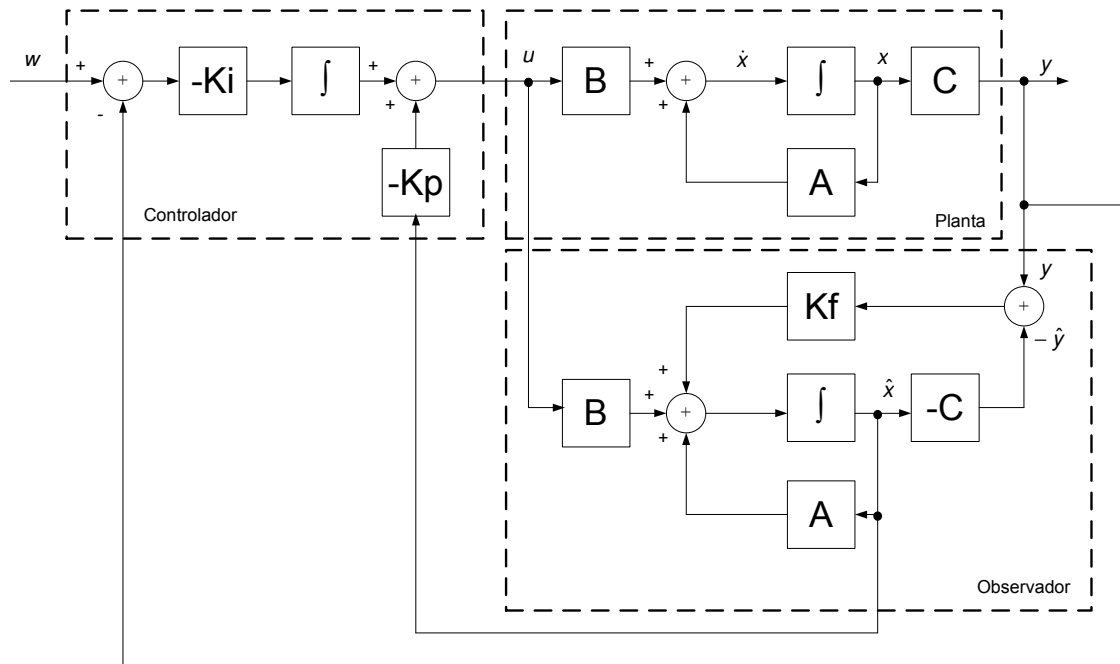 w
+
+
-
-Ki
∫
+
+
+
-Kp
Controlador
u
B
+
+
+
ẋ
∫
x
C
y
A
Planta
y
+
– ŷ
Kf
+
B
+
+
+
∫
x̂
-C
A
Observador